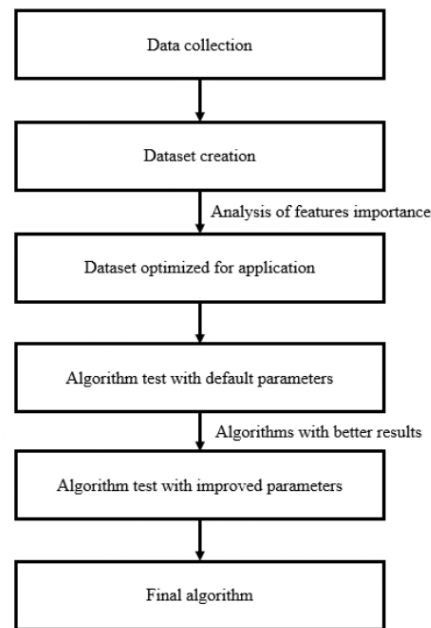 Data collection
Dataset creation
Analysis of features importance
Dataset optimized for application
Algorithm test with default parameters
Algorithms with better results
Algorithm test with improved parameters
Final algorithm